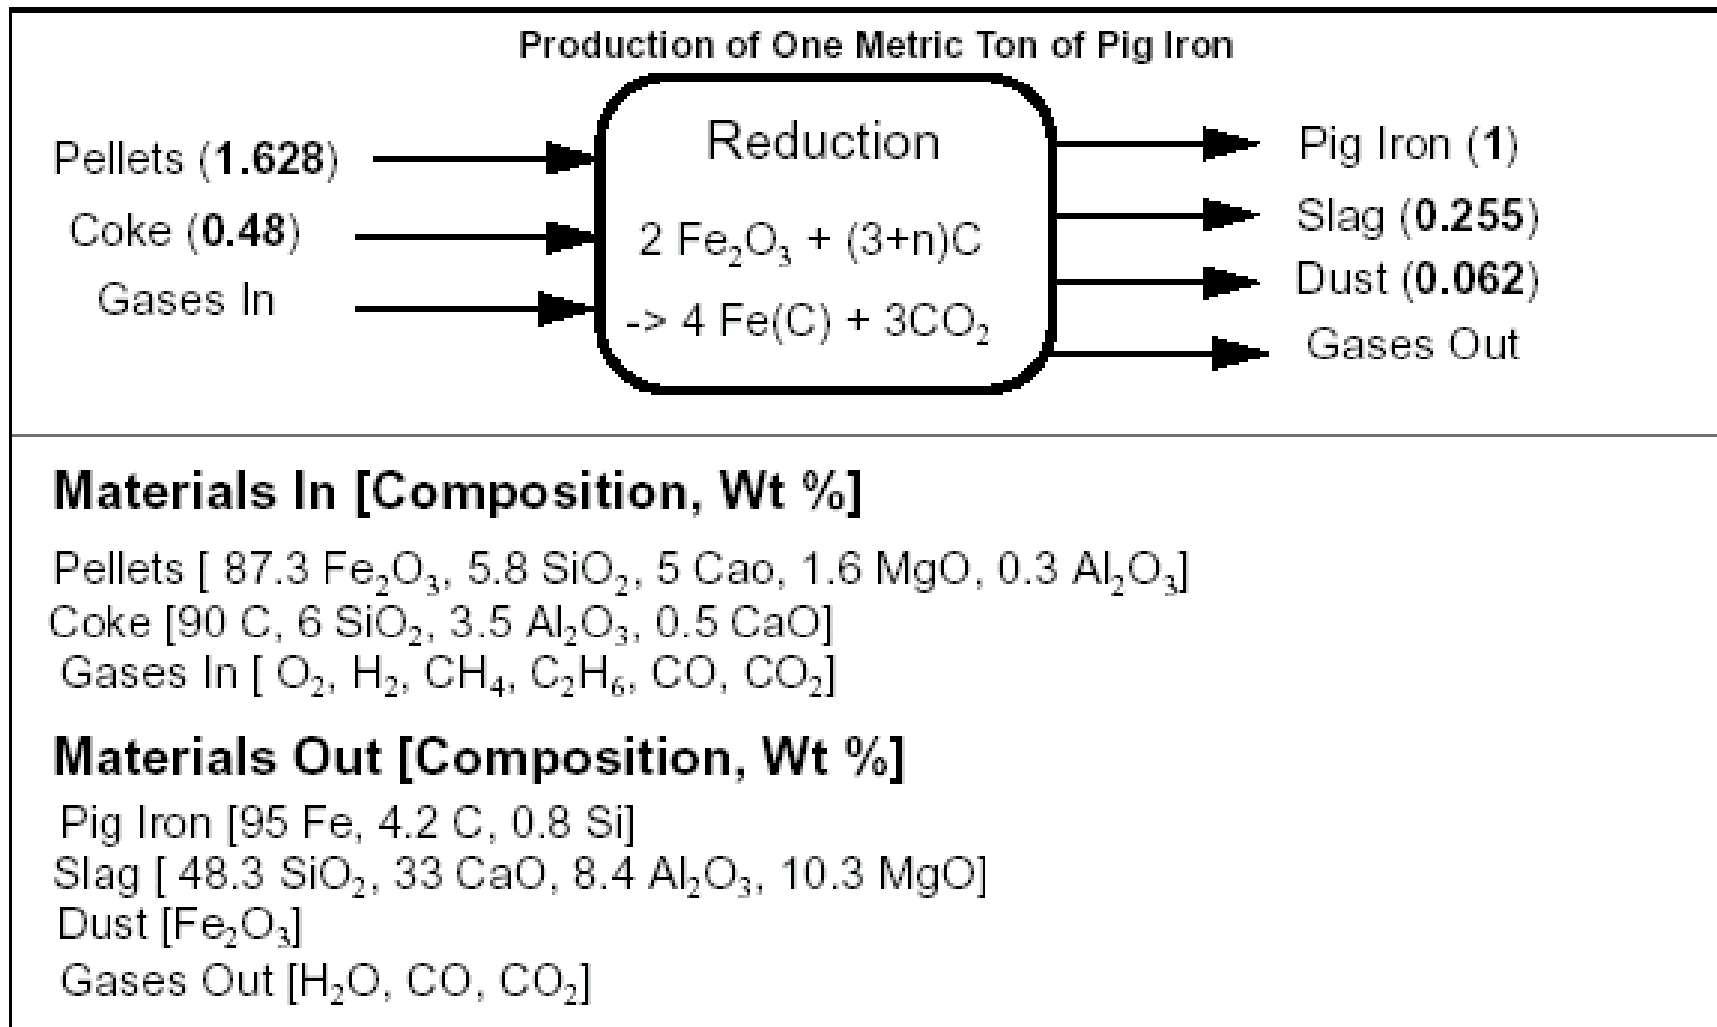 Production of One Metric Ton of Pig Iron
Pellets (1.628)
Coke (0.48)
Gases In
Reduction
2 Fe₂O₃ + (3+n)C
-> 4 Fe(C) + 3CO₂
Pig Iron (1)
Slag (0.255)
Dust (0.062)
Gases Out
Materials In [Composition, Wt %]
Pellets [ 87.3 Fe₂O₃, 5.8 SiO₂, 5 Cao, 1.6 MgO, 0.3 Al₂O₃]
Coke [90 C, 6 SiO₂, 3.5 Al₂O₃, 0.5 CaO]
Gases In [ O₂, H₂, CH₄, C₂H₆, CO, CO₂]
Materials Out [Composition, Wt %]
Pig Iron [95 Fe, 4.2 C, 0.8 Si]
Slag [ 48.3 SiO₂, 33 CaO, 8.4 Al₂O₃, 10.3 MgO]
Dust [Fe₂O₃]
Gases Out [H₂O, CO, CO₂]